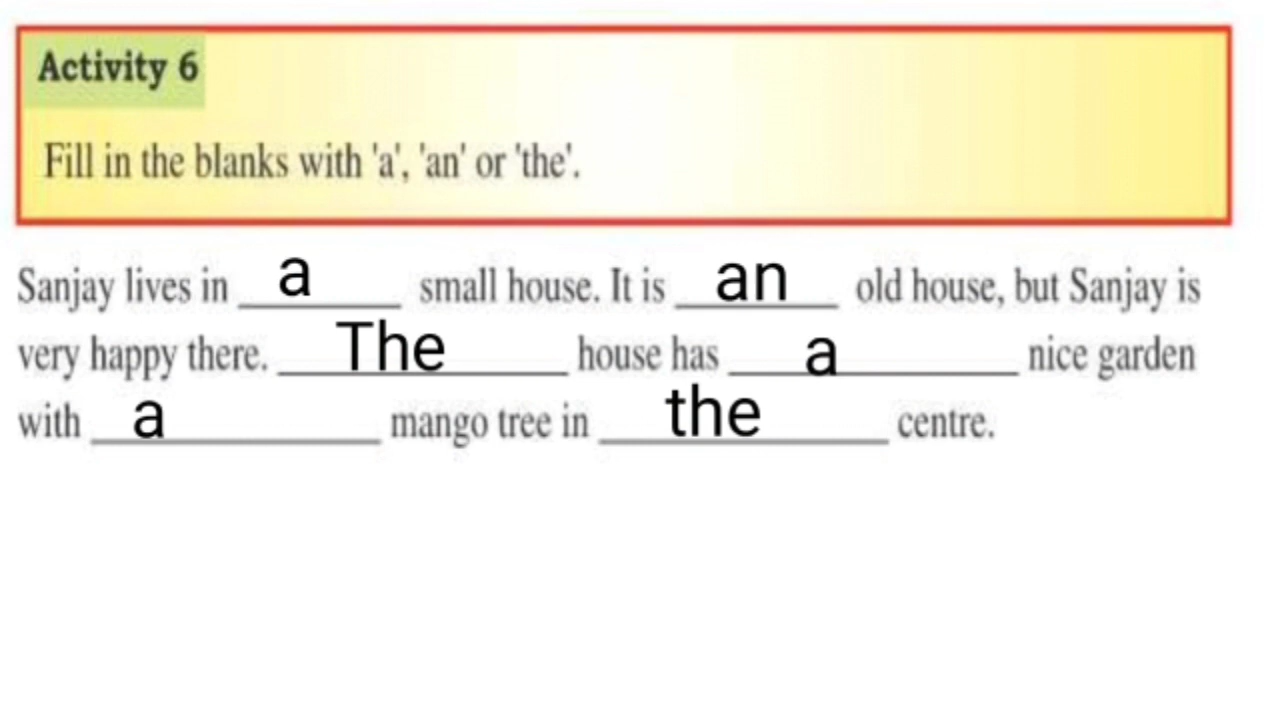 Activity 6
Fill in the blanks with 'a', 'an' or 'the'.
Sanjay lives in a small house. It is an old house, but Sanjay is
very happy there. The house has a nice garden
with a mango tree in the centre.